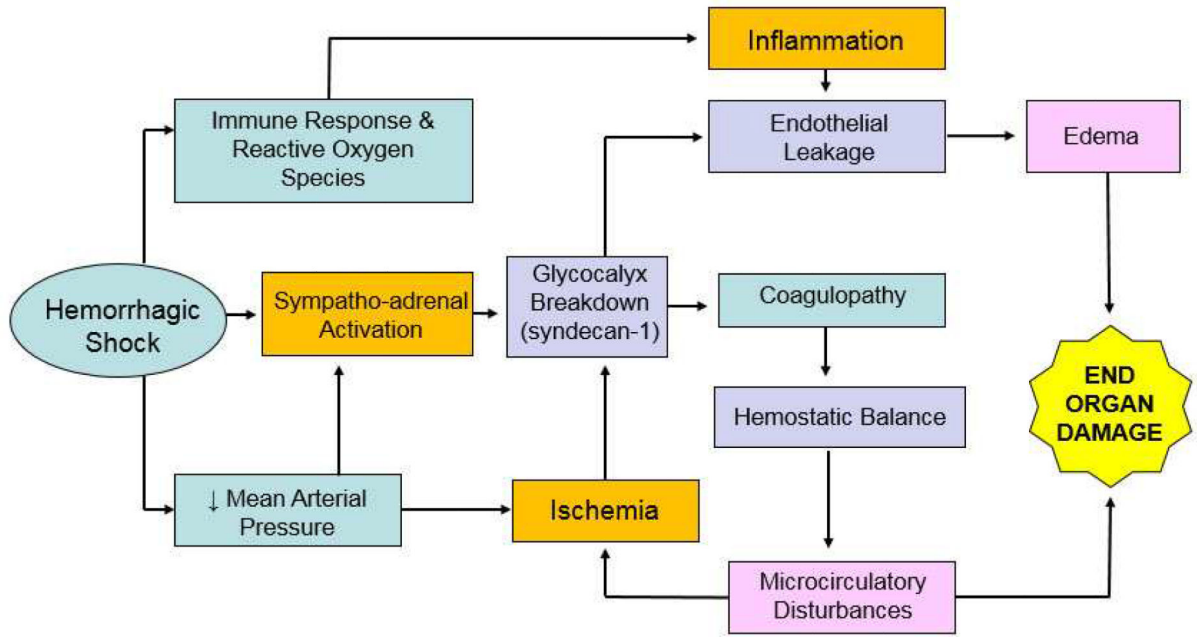 Inflammation
Immune Response &
Reactive Oxygen
Species
Endothelial
Leakage
Edema
Hemorrhagic
Shock
Sympatho-adrenal
Activation
Glycocalyx
Breakdown
(syndecan-1)
Coagulopathy
END
ORGAN
DAMAGE
Hemostatic Balance
↓ Mean Arterial
Pressure
Ischemia
Microcirculatory
Disturbances